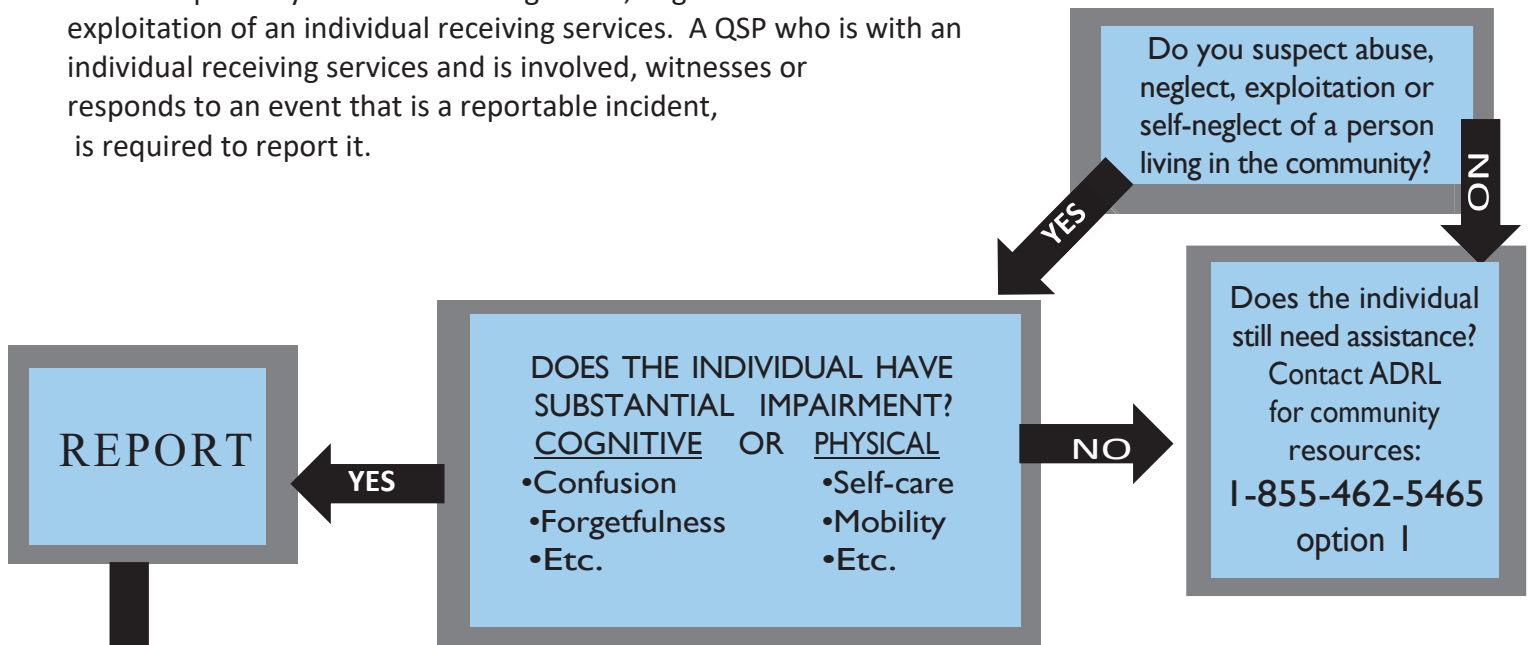 exploitation of an individual receiving services. A QSP who is with an
individual receiving services and is involved, witnesses or
responds to an event that is a reportable incident,
is required to report it.
Do you suspect abuse,
neglect, exploitation or
self-neglect of a person
living in the community?
YES
NO
Does the individual
still need assistance?
Contact ADRL
for community
resources:
1-855-462-5465
option 1
DOES THE INDIVIDUAL HAVE
SUBSTANTIAL IMPAIRMENT?
COGNITIVE OR PHYSICAL
•Confusion •Self-care
•Forgetfulness •Mobility
•Etc. •Etc.
NO
YES
REPORT